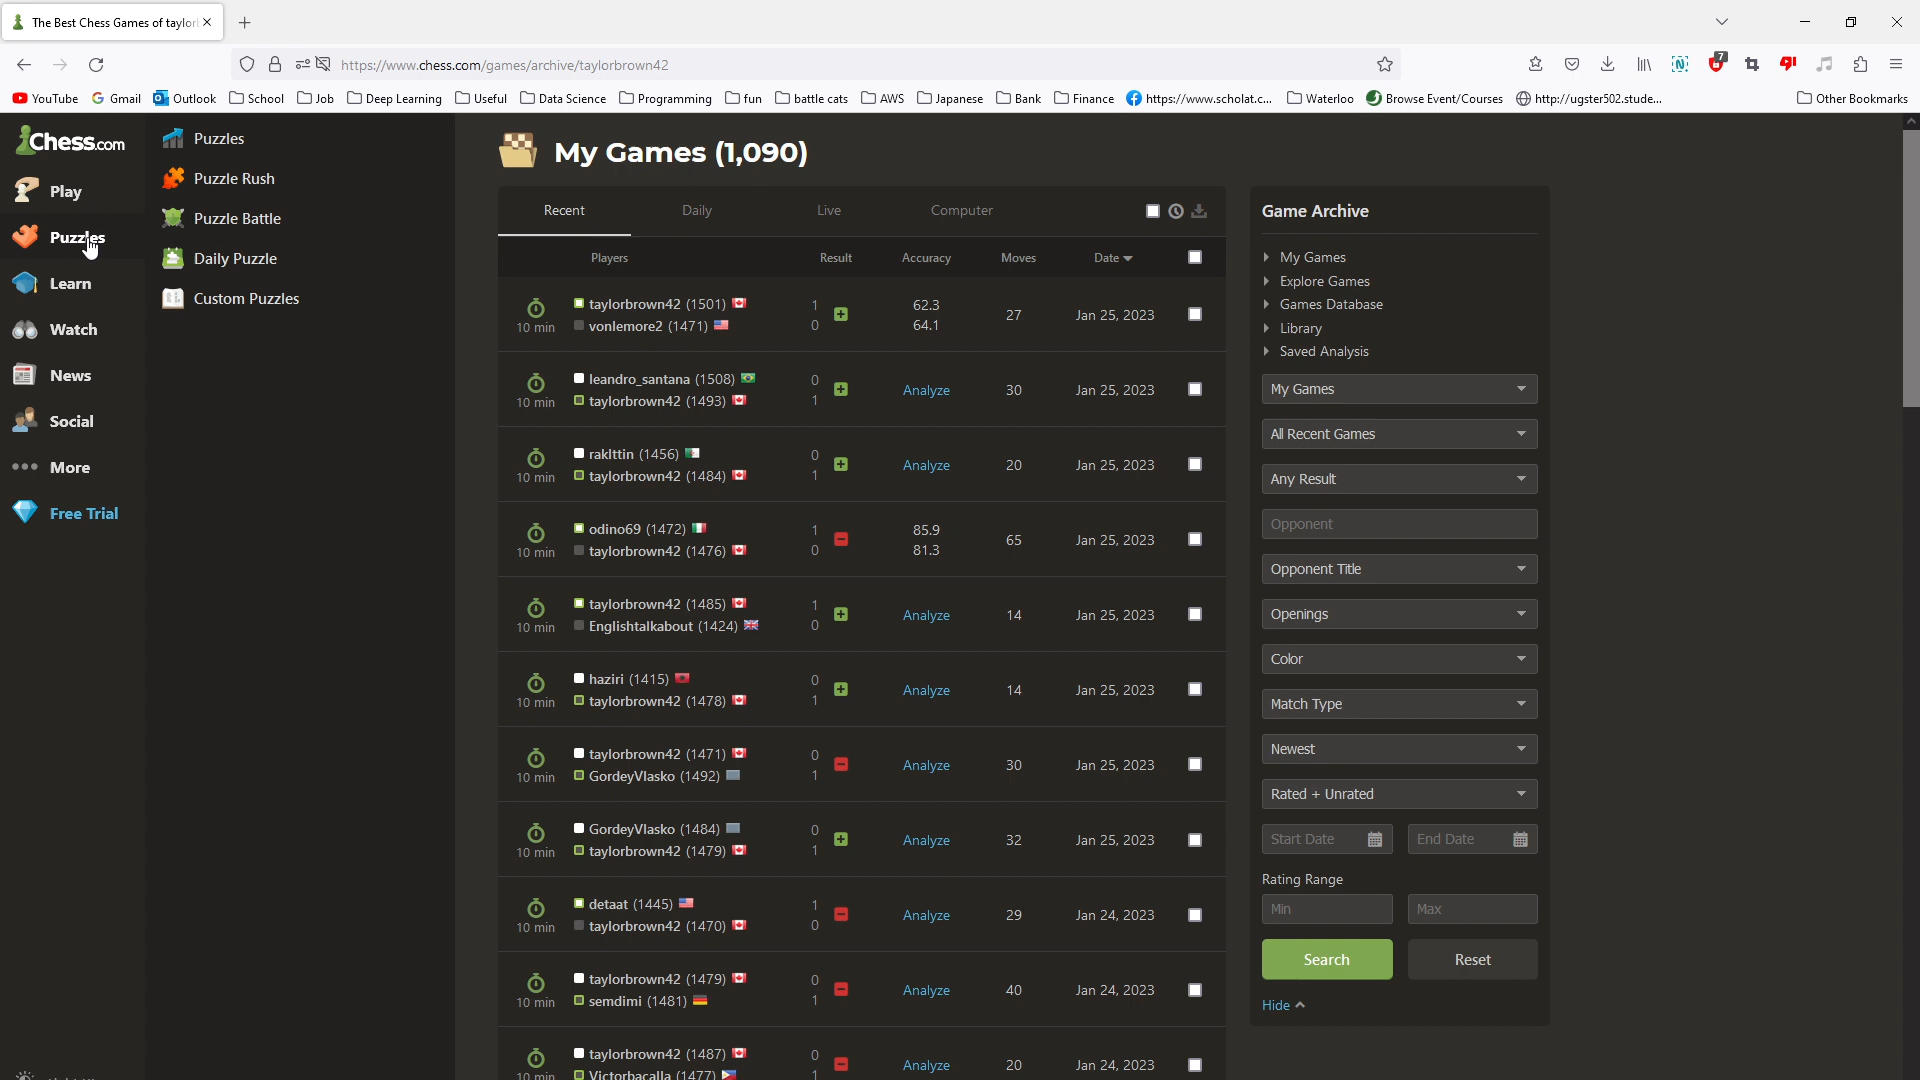 The Best Chess Games of taylor
https://www.chess.com/games/archive/taylorbrown42
7
YouTube Gmail Outlook School Job Deep Learning Useful Data Science Programming fun battle cats AWS Japanese Bank Finance https://www.scholat.c... Waterloo Browse Event/Courses http://ugster502.stude... Other Bookmarks
Chess.com
Play
Puzzles
Learn
Watch
News
Social
More
Free Trial
Puzzles
Puzzle Rush
Puzzle Battle
Daily Puzzle
Custom Puzzles
My Games (1,090)
Recent Daily Live Computer
Players Result Accuracy Moves Date
10 min
taylorbrown42 (1501) 1 62.3
vonlemore2 (1471) 0 64.1
27 Jan 25, 2023
10 min
leandro_santana (1508) 0
taylorbrown42 (1493) 1
Analyze 30 Jan 25, 2023
10 min
raklttin (1456) 0
taylorbrown42 (1484) 1
Analyze 20 Jan 25, 2023
10 min
odino69 (1472) 1 85.9
taylorbrown42 (1476) 0 81.3
65 Jan 25, 2023
10 min
taylorbrown42 (1485) 1
Englishtalkabout (1424) 0
Analyze 14 Jan 25, 2023
10 min
haziri (1415) 0
taylorbrown42 (1478) 1
Analyze 14 Jan 25, 2023
10 min
taylorbrown42 (1471) 0
GordeyVlasko (1492) 1
Analyze 30 Jan 25, 2023
10 min
GordeyVlasko (1484) 0
taylorbrown42 (1479) 1
Analyze 32 Jan 25, 2023
10 min
detaat (1445) 1
taylorbrown42 (1470) 0
Analyze 29 Jan 24, 2023
10 min
taylorbrown42 (1479) 0
semdimi (1481) 1
Analyze 40 Jan 24, 2023
10 min
taylorbrown42 (1487) 0
Victorbacalla (1477) 1
Analyze 20 Jan 24, 2023
Game Archive
My Games
Explore Games
Games Database
Library
Saved Analysis
My Games
All Recent Games
Any Result
Opponent
Opponent Title
Openings
Color
Match Type
Newest
Rated + Unrated
Start Date End Date
Rating Range
Min Max
Search Reset
Hide